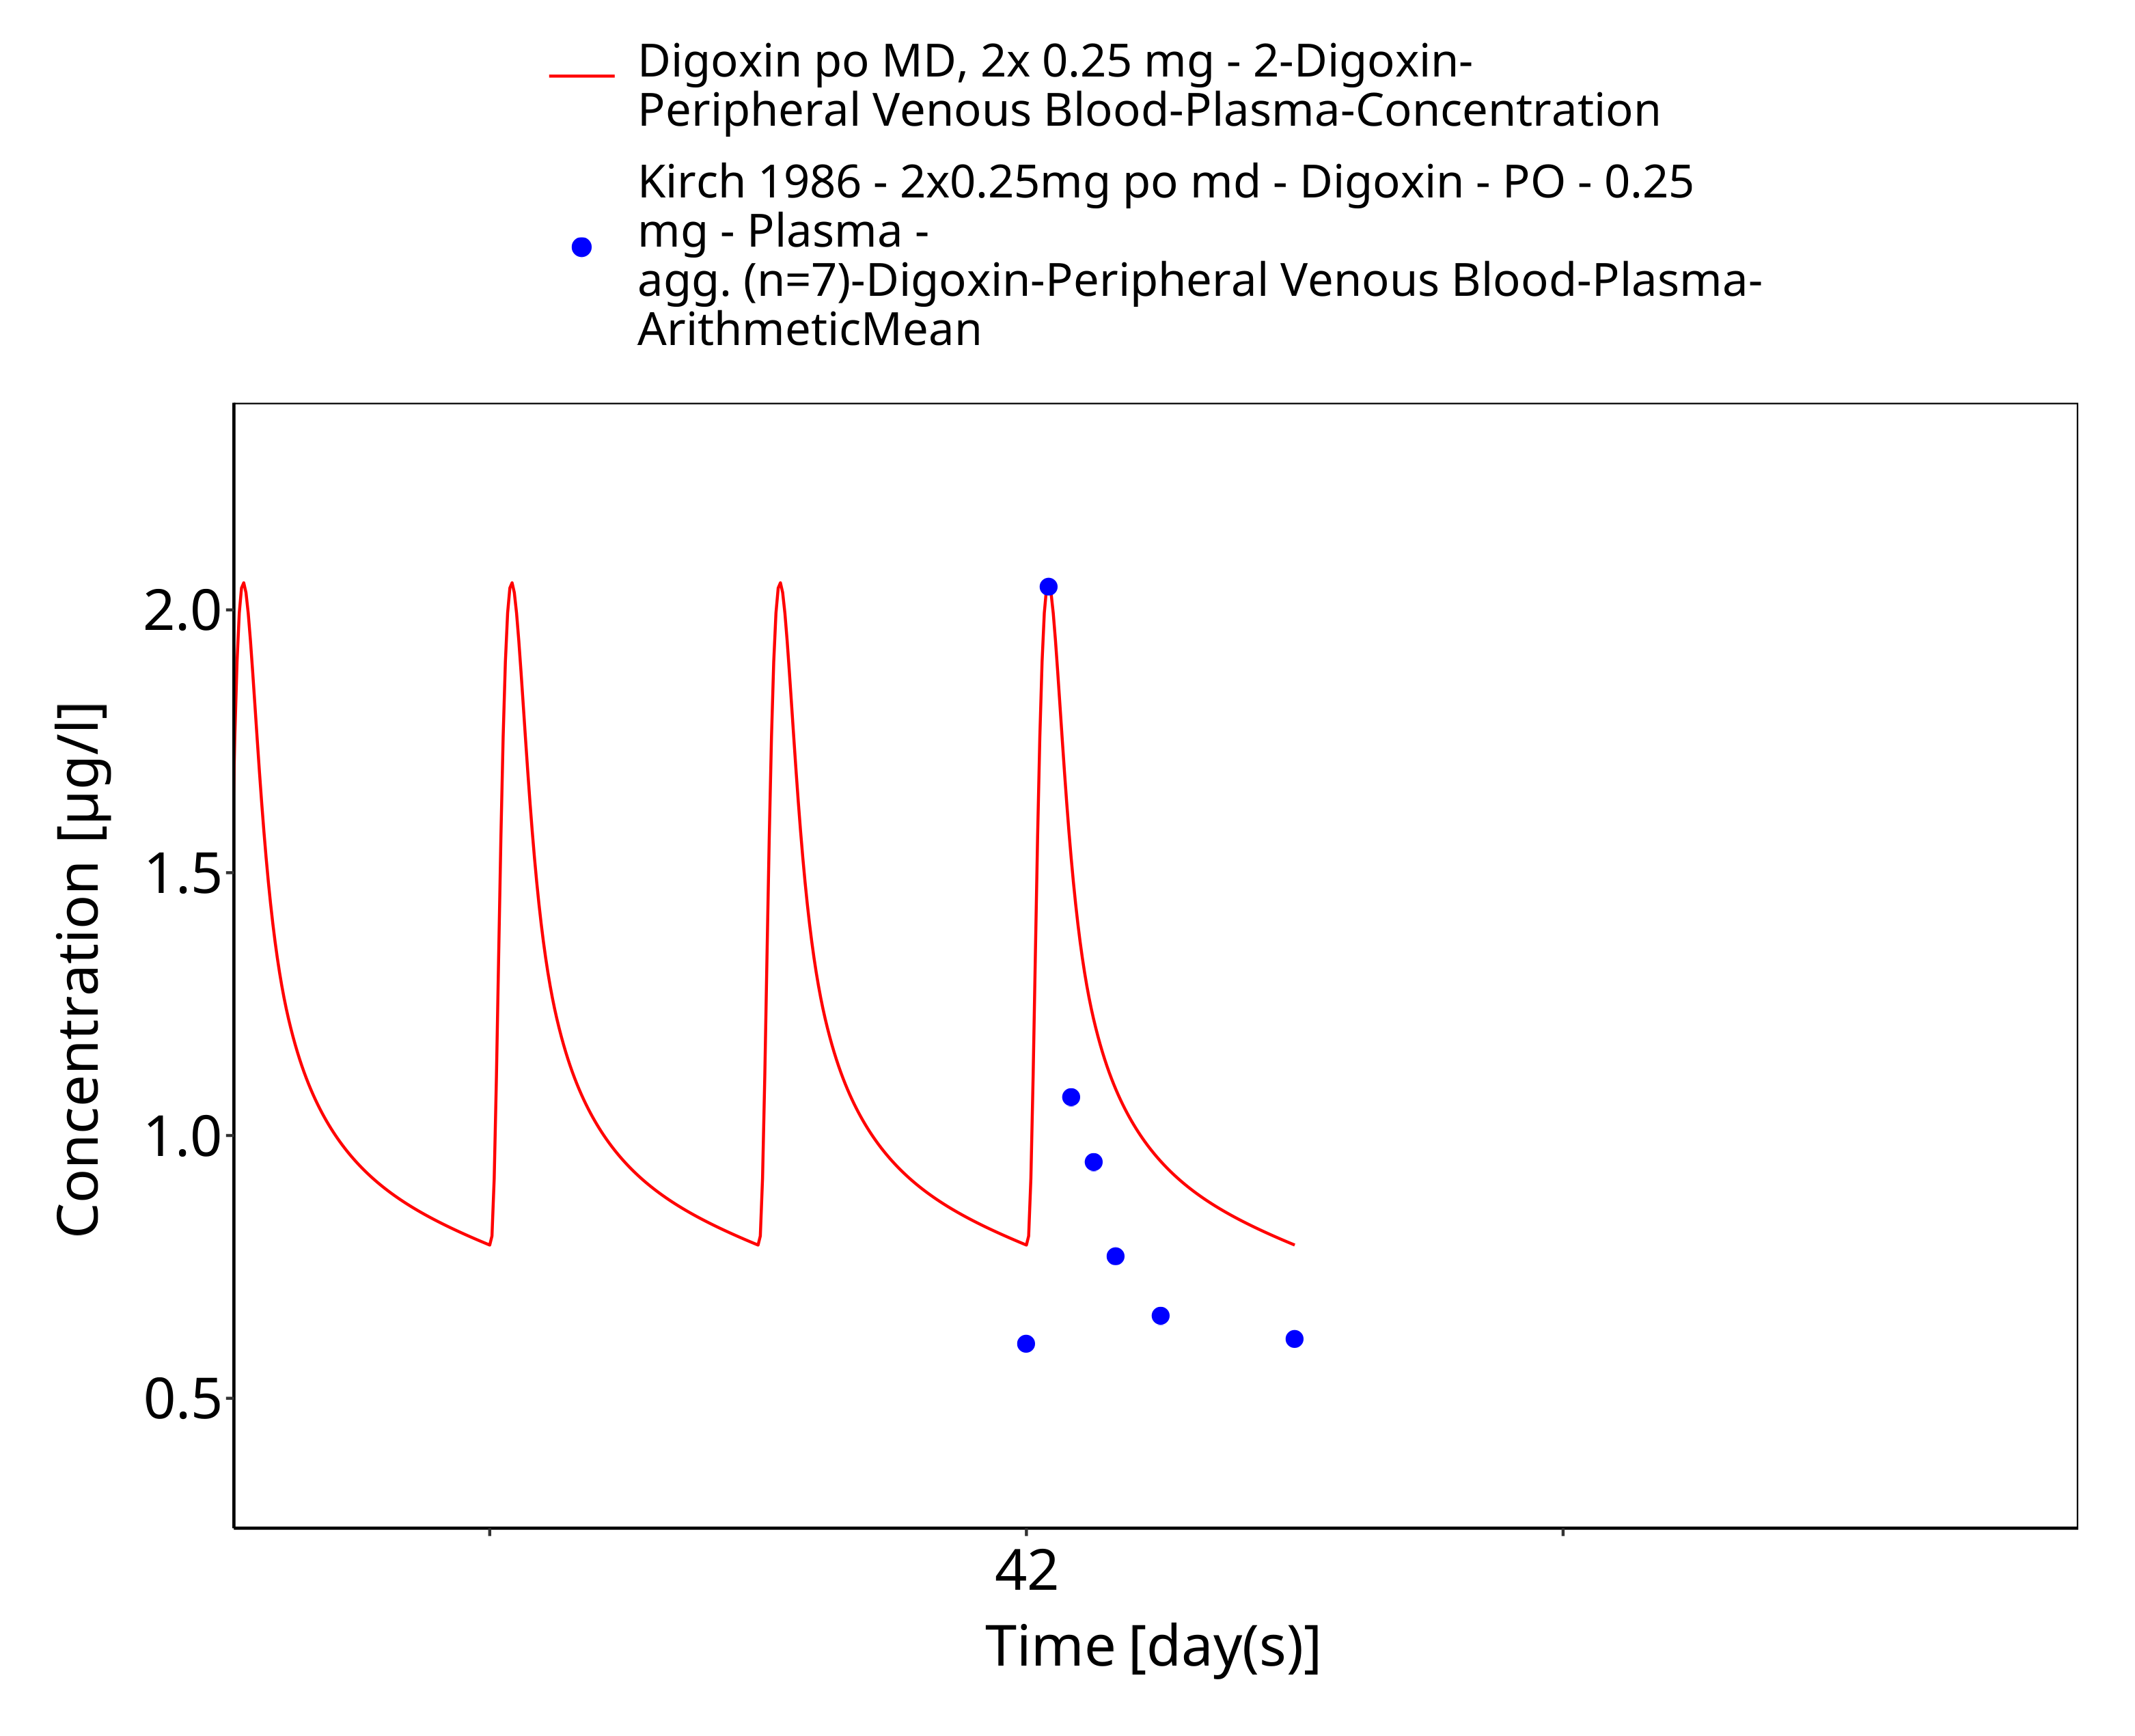 Digoxin po MD, 2x 0.25 mg - 2-Digoxin-
Peripheral Venous Blood-Plasma-Concentration
Kirch 1986 - 2x0.25mg po md - Digoxin - PO - 0.25
mg - Plasma -
agg. (n=7)-Digoxin-Peripheral Venous Blood-Plasma-
ArithmeticMean
Concentration [µg/l]
2.0
1.5
1.0
0.5
42
Time [day(s)]